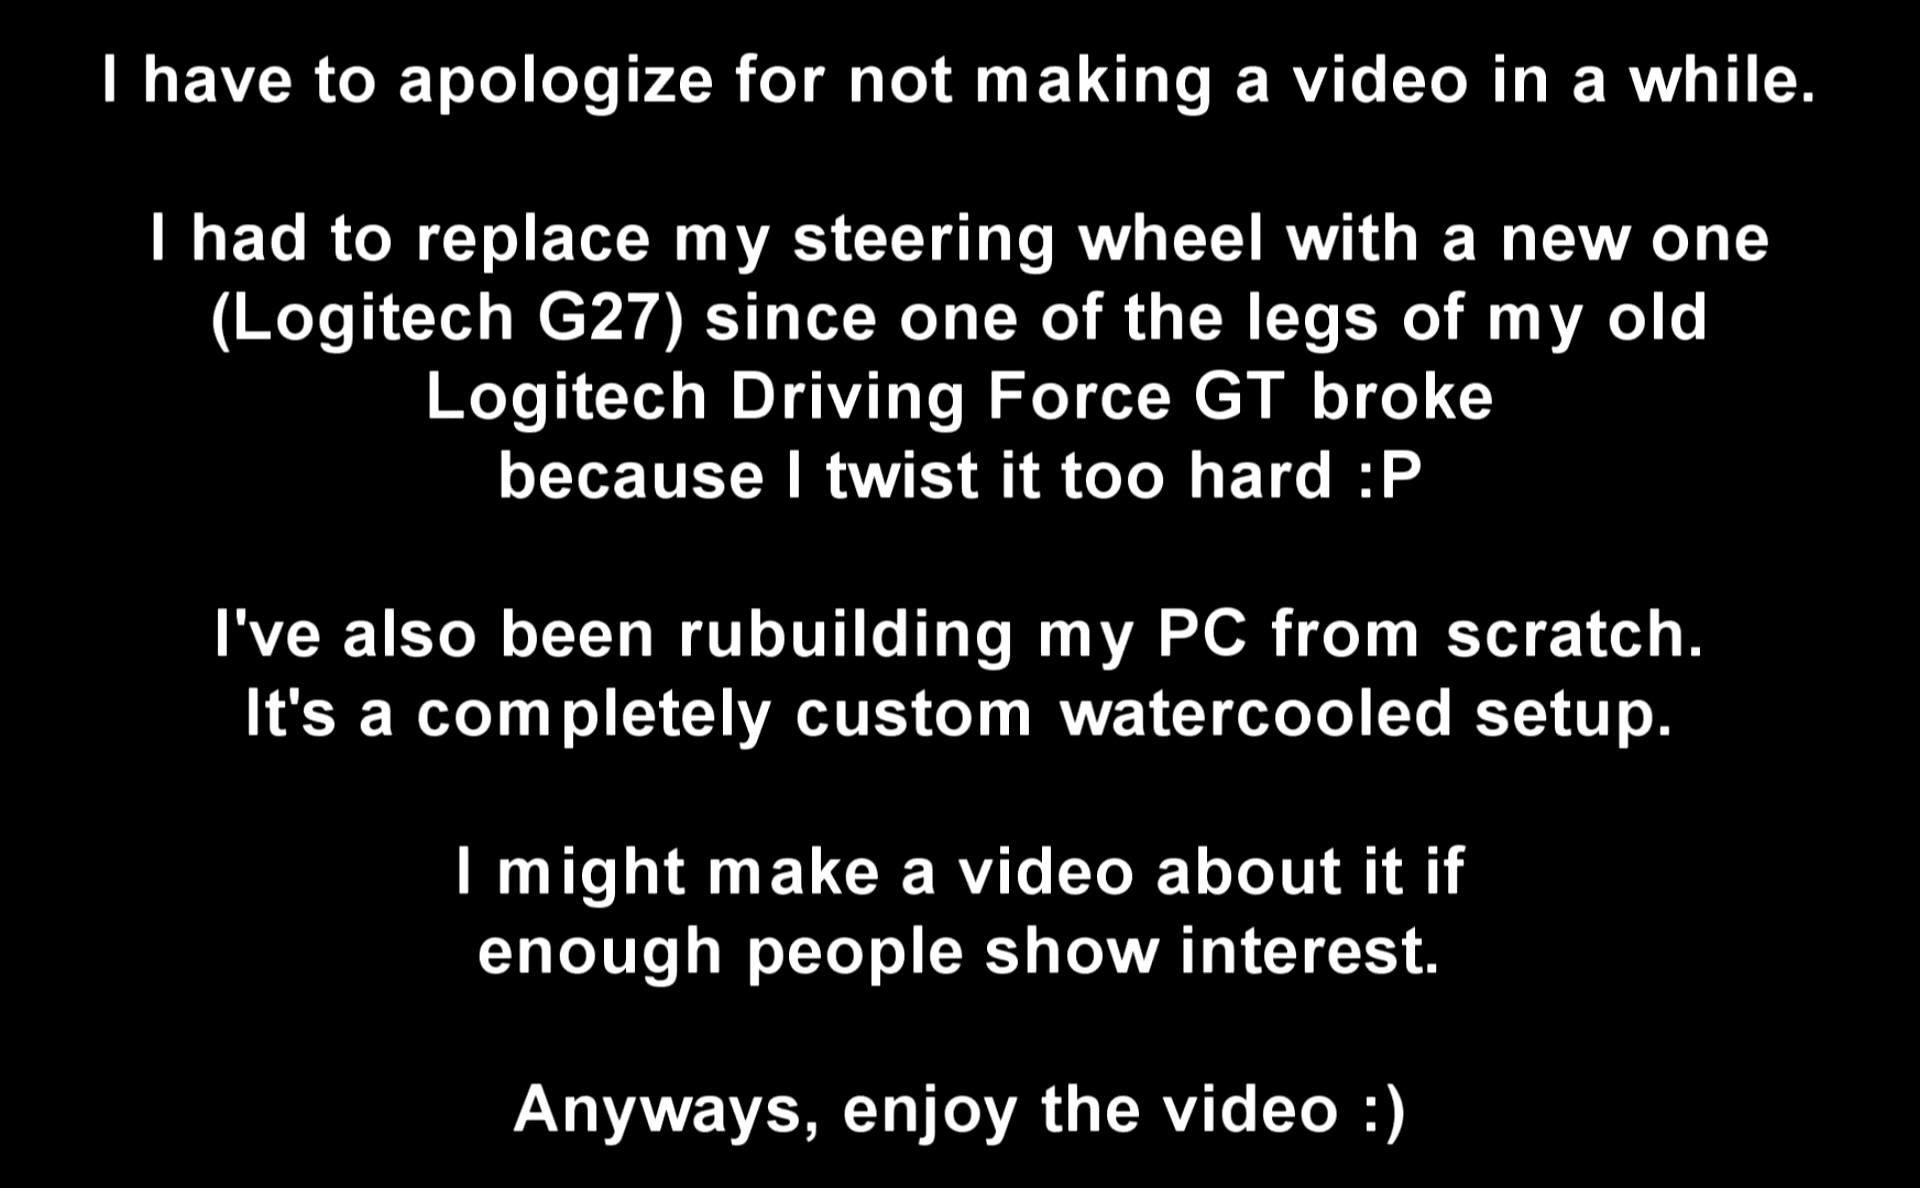 I have to apologize for not making a video in a while.
I had to replace my steering wheel with a new one
(Logitech G27) since one of the legs of my old
Logitech Driving Force GT broke
because I twist it too hard :P
I've also been rubuilding my PC from scratch.
It's a completely custom watercooled setup.
I might make a video about it if
enough people show interest.
Anyways, enjoy the video :)